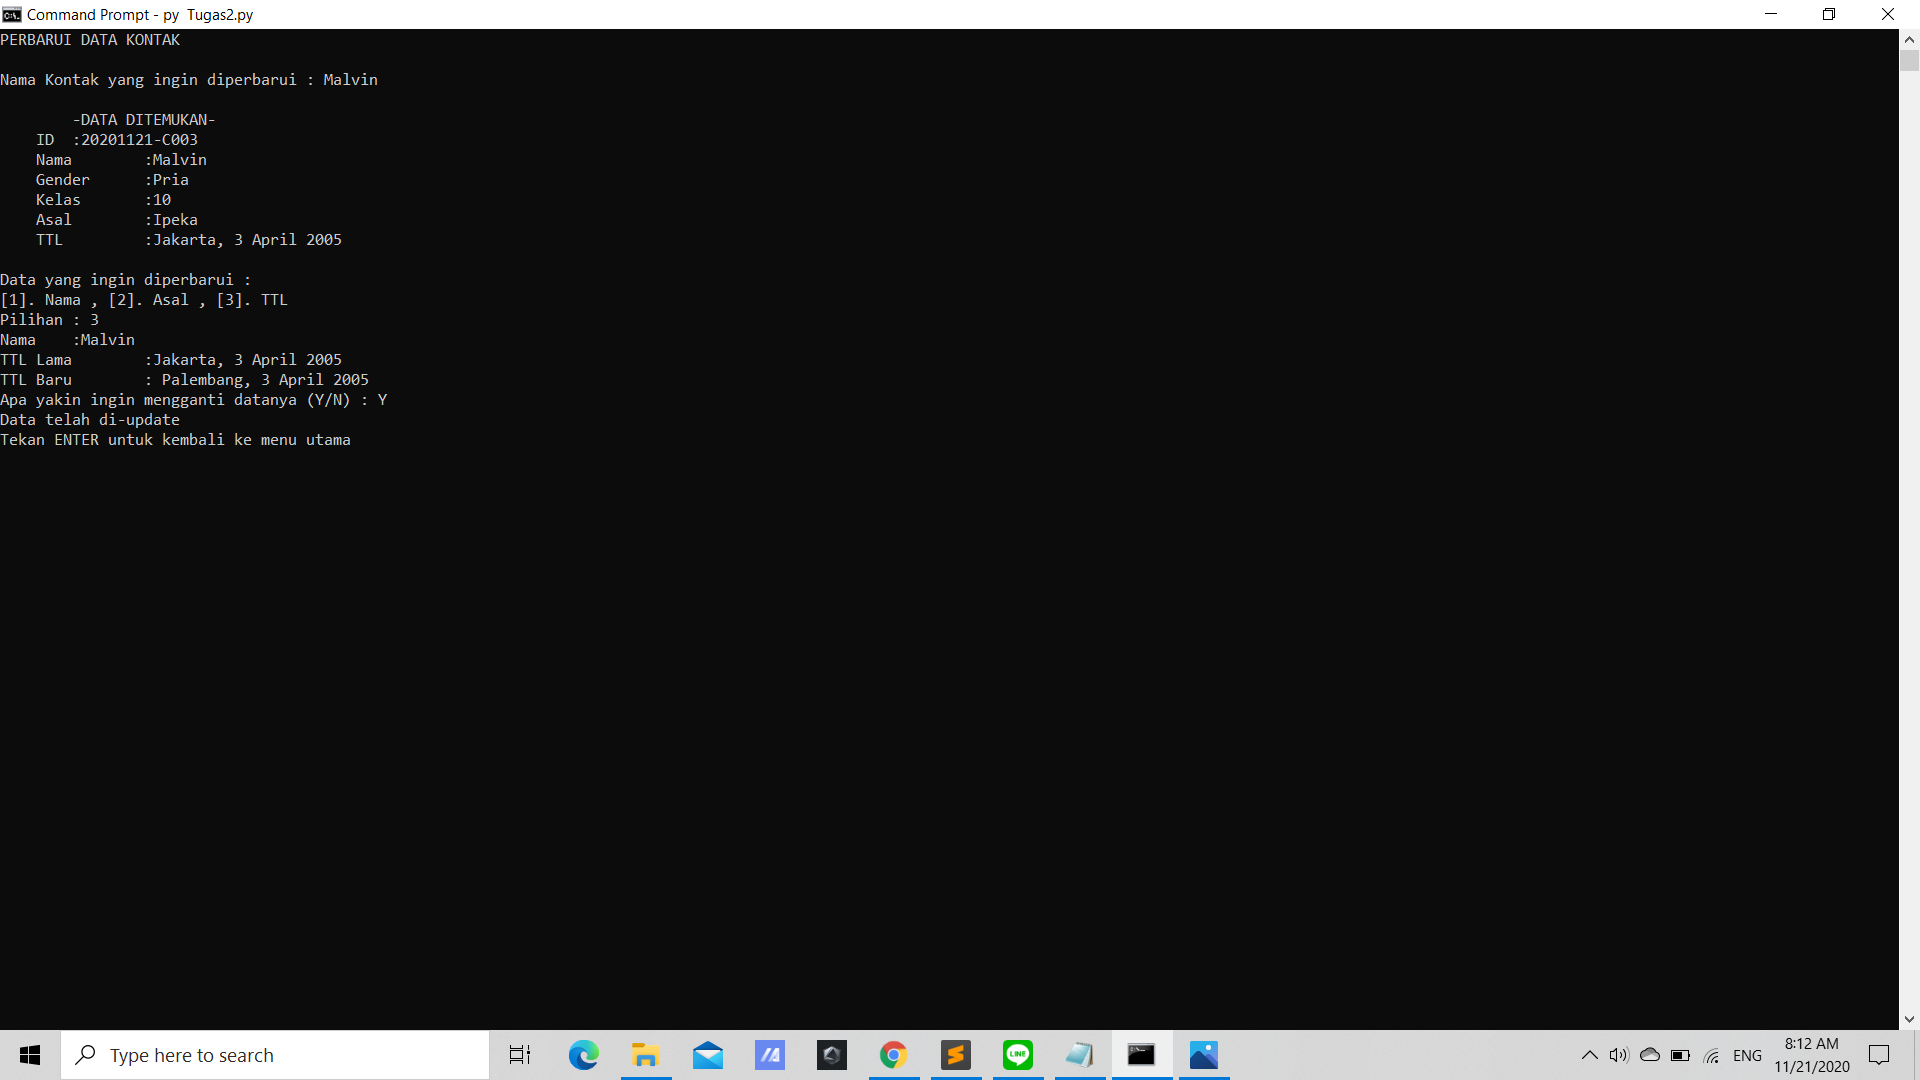 Command Prompt - py  Tugas2.py
PERBARUI DATA KONTAK
Nama Kontak yang ingin diperbarui : Malvin
-DATA DITEMUKAN-
ID  :20201121-C003
Nama        :Malvin
Gender      :Pria
Kelas       :10
Asal        :Ipeka
TTL         :Jakarta, 3 April 2005
Data yang ingin diperbarui :
[1]. Nama , [2]. Asal , [3]. TTL
Pilihan : 3
Nama    :Malvin
TTL Lama        :Jakarta, 3 April 2005
TTL Baru        : Palembang, 3 April 2005
Apa yakin ingin mengganti datanya (Y/N) : Y
Data telah di-update
Tekan ENTER untuk kembali ke menu utama
Type here to search
LINE
ENG
8:12 AM
11/21/2020